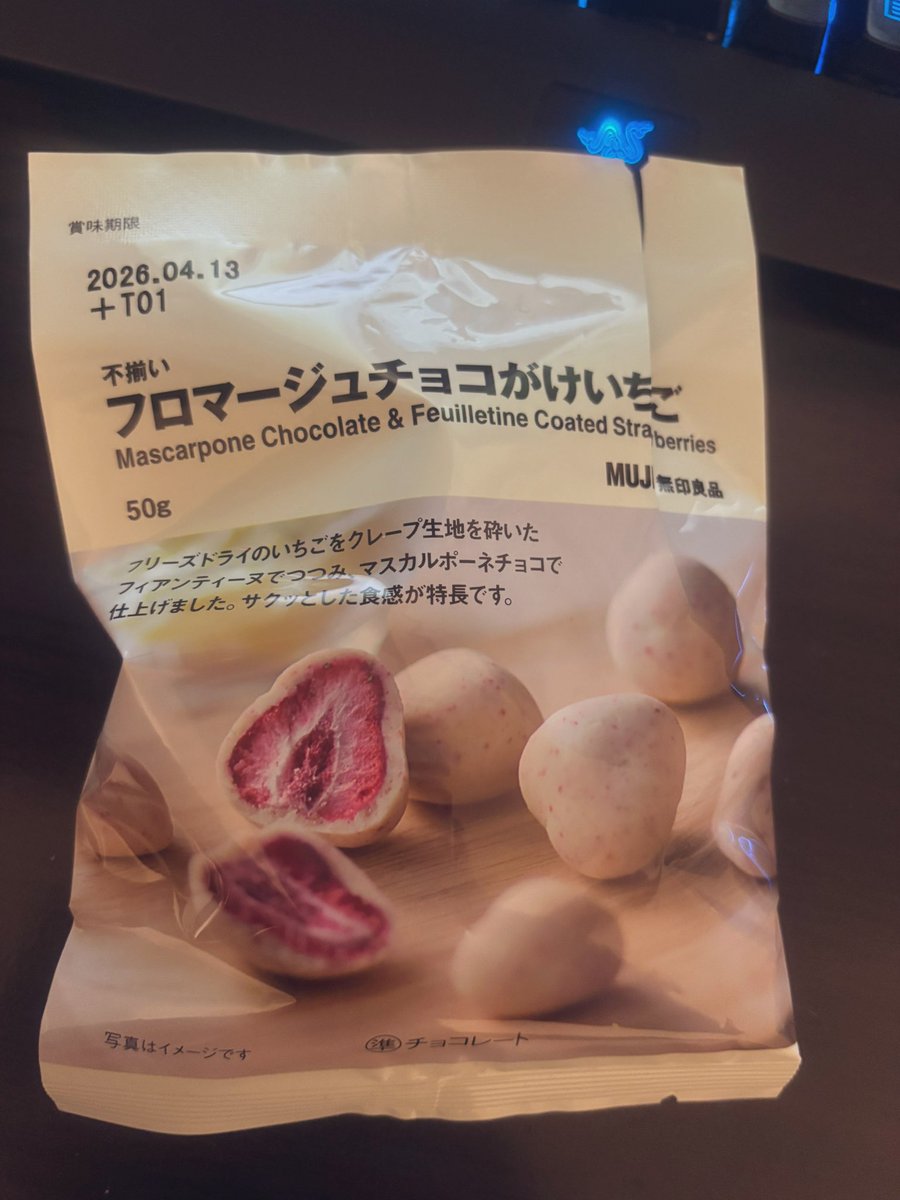 賞味期限
2026.04.13
+T01
不揃い
フロマージュチョコがけいちご
Mascarpone Chocolate & Feuilletine Coated Strawberries
MUJI 無印良品
50g
フリーズドライのいちごをクレープ生地を砕いた
フィアンティーヌでつつみ、マスカルポーネチョコで
仕上げました。サクッとした食感が特長です。
写真はイメージです
準チョコレート